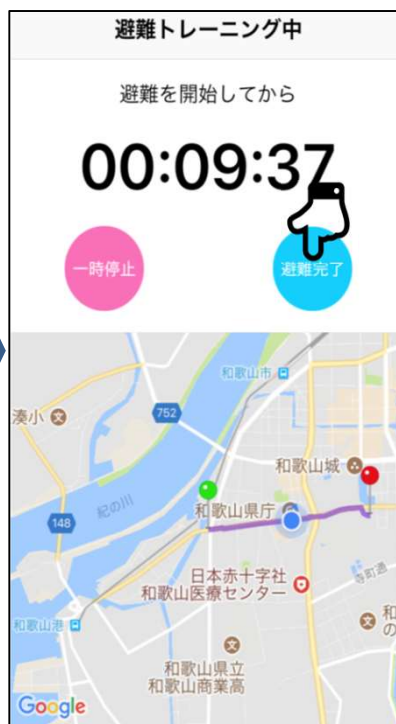 避難トレーニング中
避難を開始してから
00:09:37
一時停止
避難完了
和歌山市
湊小
752
和歌山城
紀の川
148
和歌山県庁
日本赤十字社
和歌山医療センター
寺町通
和歌山港
和
の
和歌山県立
和歌山商業高
Google